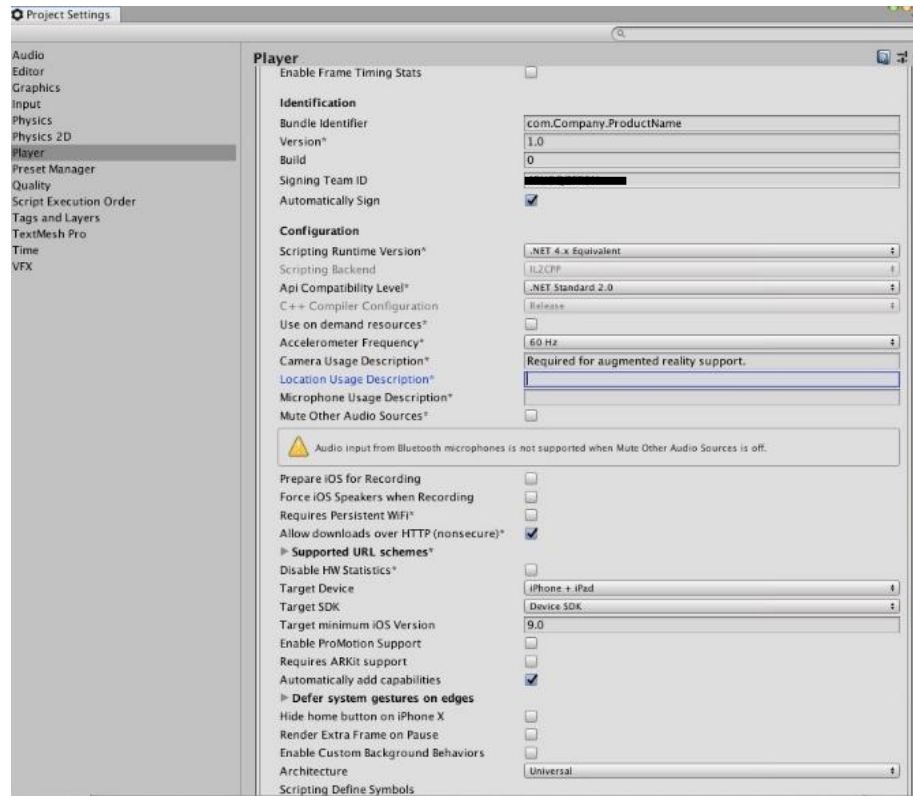 Project Settings
Audio
Editor
Graphics
Input
Physics
Physics 2D
Player
Preset Manager
Quality
Script Execution Order
Tags and Layers
TextMesh Pro
Time
VFX
Player
Enable Frame Timing Stats
Identification
Bundle Identifier com.Company.ProductName
Version* 1.0
Build 0
Signing Team ID
Automatically Sign
Configuration
Scripting Runtime Version* .NET 4.x Equivalent
Scripting Backend IL2CPP
Api Compatibility Level* .NET Standard 2.0
C++ Compiler Configuration Release
Use on demand resources*
Accelerometer Frequency* 60 Hz
Camera Usage Description* Required for augmented reality support.
Location Usage Description*
Microphone Usage Description*
Mute Other Audio Sources*
Audio input from Bluetooth microphones is not supported when Mute Other Audio Sources is off.
Prepare iOS for Recording
Force iOS Speakers when Recording
Requires Persistent WiFi*
Allow downloads over HTTP (nonsecure)*
Supported URL schemes*
Disable HW Statistics*
Target Device iPhone + iPad
Target SDK Device SDK
Target minimum iOS Version 9.0
Enable ProMotion Support
Requires ARKit support
Automatically add capabilities
Defer system gestures on edges
Hide home button on iPhone X
Render Extra Frame on Pause
Enable Custom Background Behaviors
Architecture Universal
Scripting Define Symbols